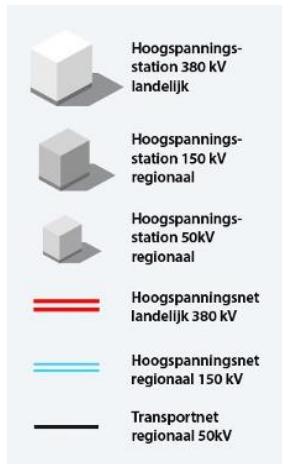 Hoogspannings-
station 380 kV
landelijk
Hoogspannings-
station 150 kV
regionaal
Hoogspannings-
station 50kV
regionaal
Hoogspanningsnet
landelijk 380 kV
Hoogspanningsnet
regionaal 150 kV
Transportnet
regionaal 50kV